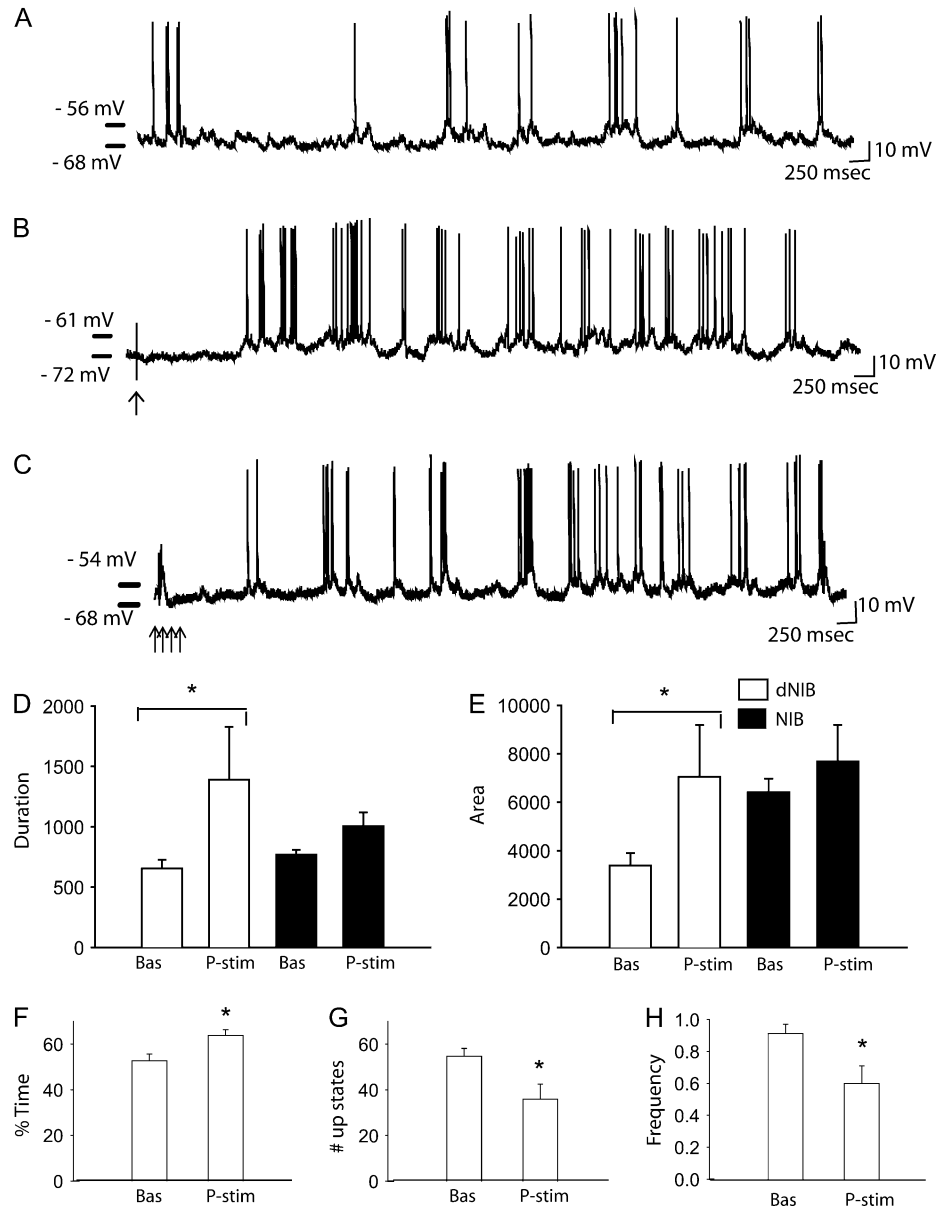 A
- 56 mV
- 68 mV
10 mV
250 msec
B
- 61 mV
- 72 mV
10 mV
250 msec
C
- 54 mV
- 68 mV
10 mV
250 msec
D
*
2000
1500
1000
500
0
Duration
Bas
P-stim
Bas
P-stim
E
*
dNIB
NIB
10000
8000
6000
4000
2000
0
Area
Bas
P-stim
Bas
P-stim
F
*
60
40
20
0
% Time
Bas
P-stim
G
*
60
40
20
0
# up states
Bas
P-stim
H
*
1.0
0.8
0.6
0.4
0.2
0.0
Frequency
Bas
P-stim